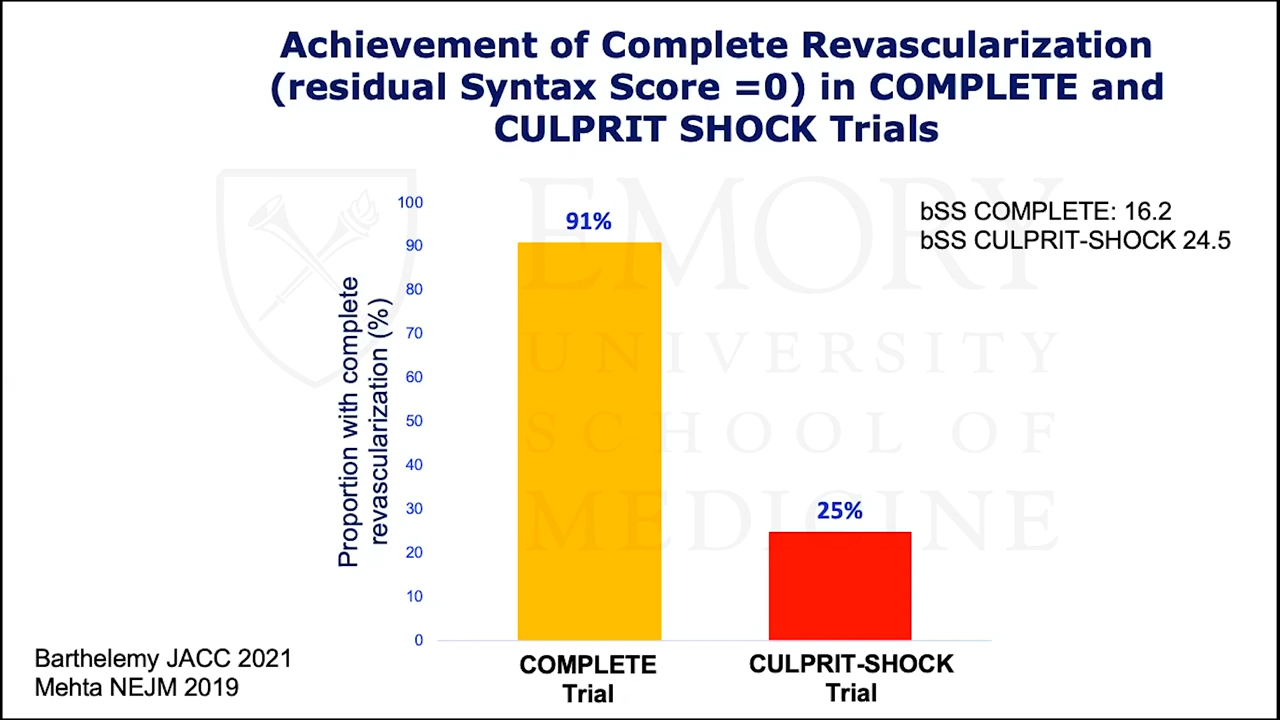 Achievement of Complete Revascularization
(residual Syntax Score =0) in COMPLETE and
CULPRIT SHOCK Trials
EMORY
UNIVERSITY
SCHOOL OF
MEDICINE
bSS COMPLETE: 16.2
bSS CULPRIT-SHOCK 24.5
Proportion with complete
revascularization (%)
100
90
80
70
60
50
40
30
20
10
0
91%
25%
COMPLETE
Trial
CULPRIT-SHOCK
Trial
Barthelemy JACC 2021
Mehta NEJM 2019